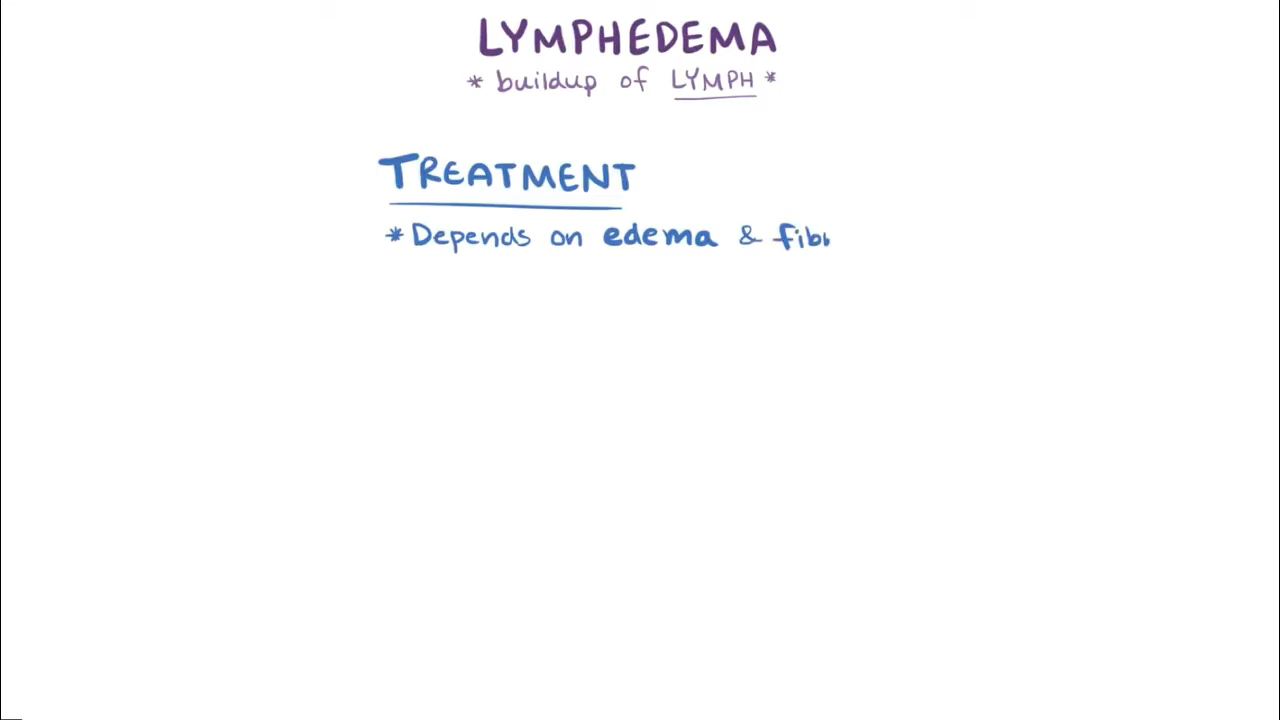 LYMPHEDEMA
* buildup of LYMPH *
TREATMENT
* Depends on edema &